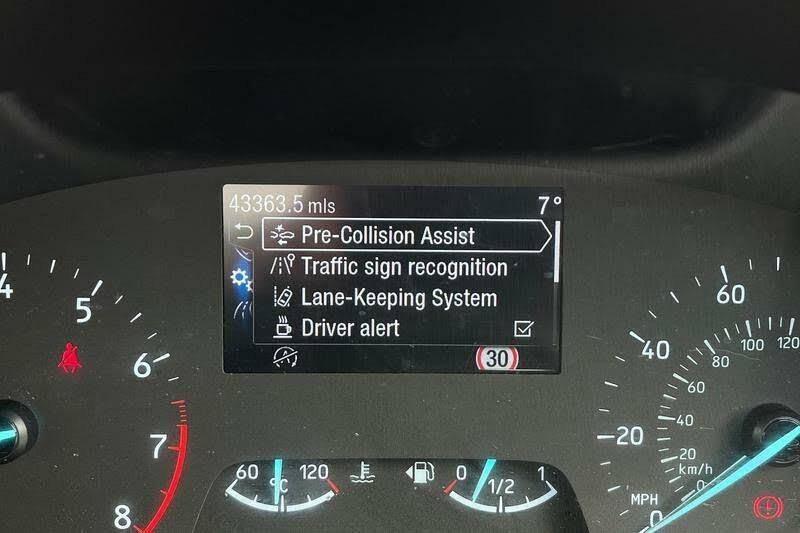 43363.5 mls 7°
Pre-Collision Assist
Traffic sign recognition
Lane-Keeping System
Driver alert
30
4 5 6 7 8
60 120
°C
0 1/2 1
0 20 40 60
MPH
0 20 40 60 80 100 120
km/h